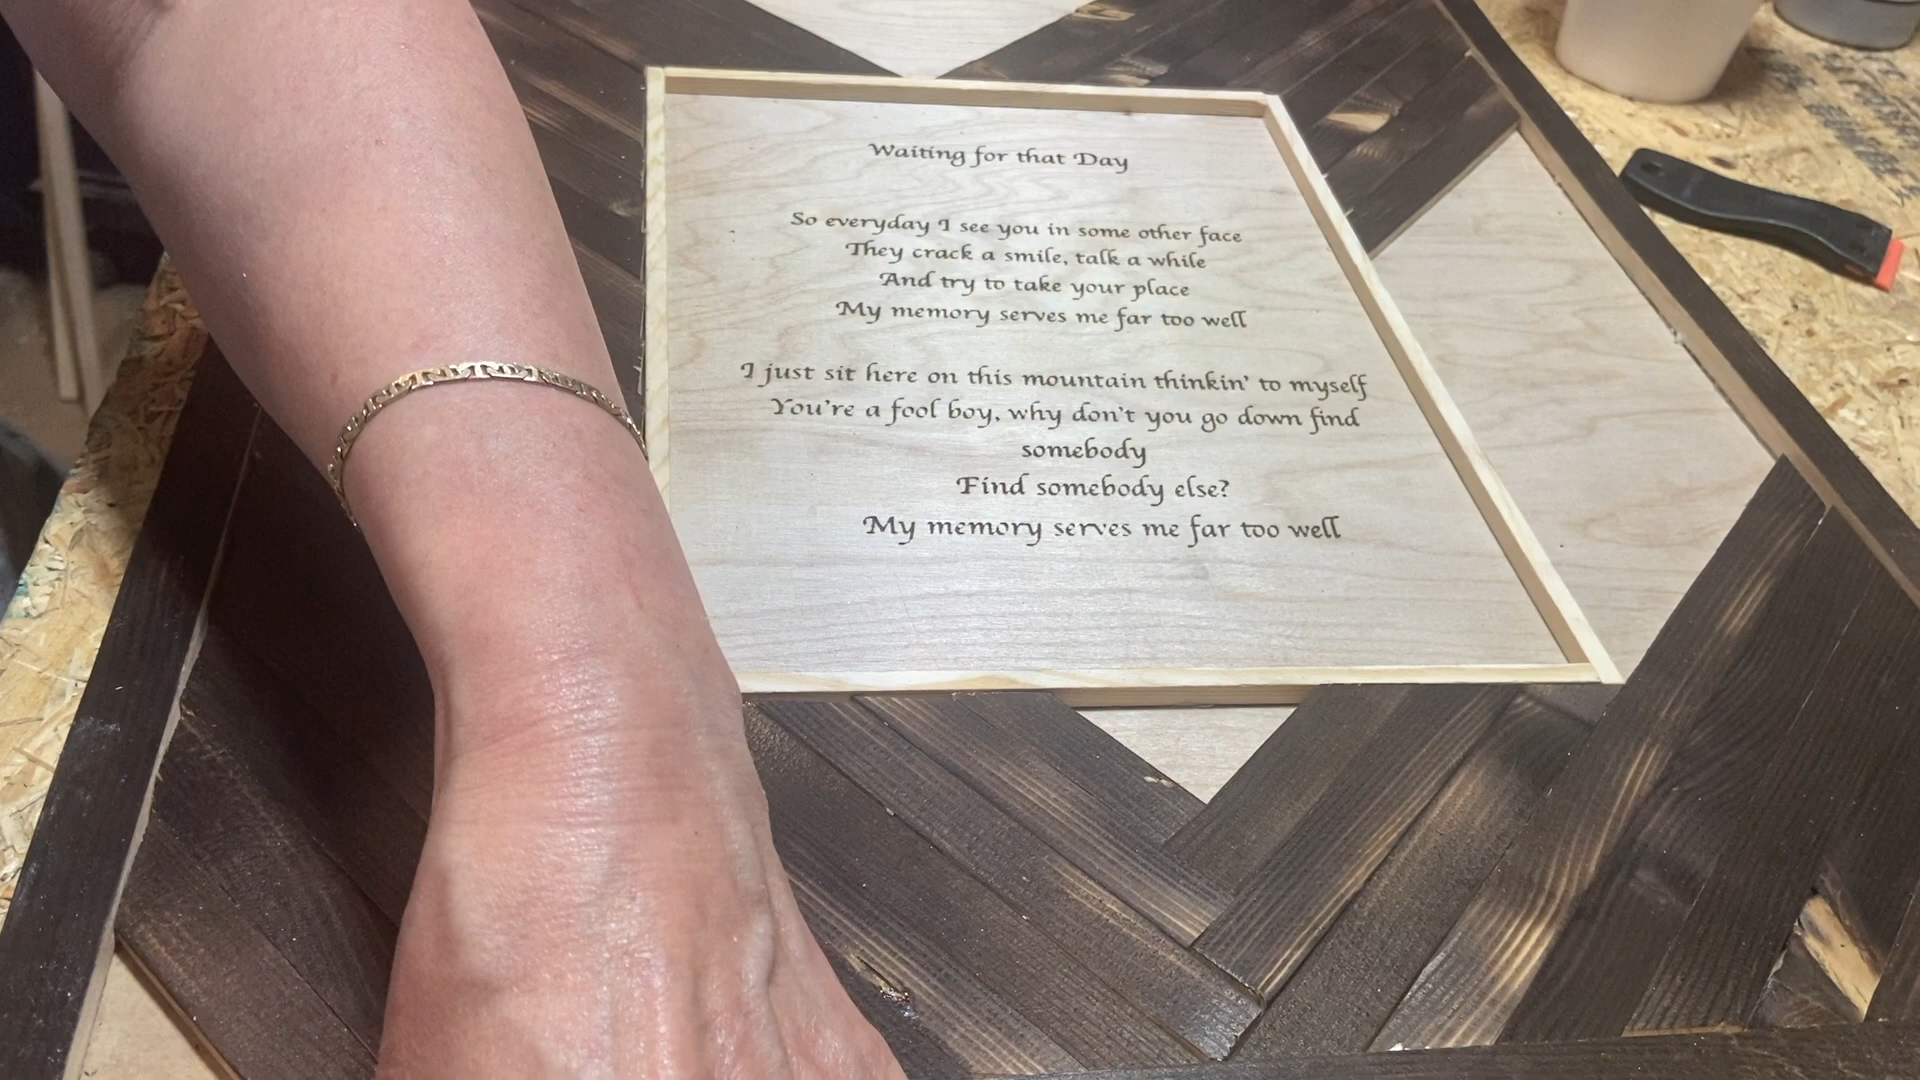 Waiting for that Day
So everyday I see you in some other face
They crack a smile, talk a while
And try to take your place
My memory serves me far too well
I just sit here on this mountain thinkin' to myself
You're a fool boy, why don't you go down find
somebody
Find somebody else?
My memory serves me far too well